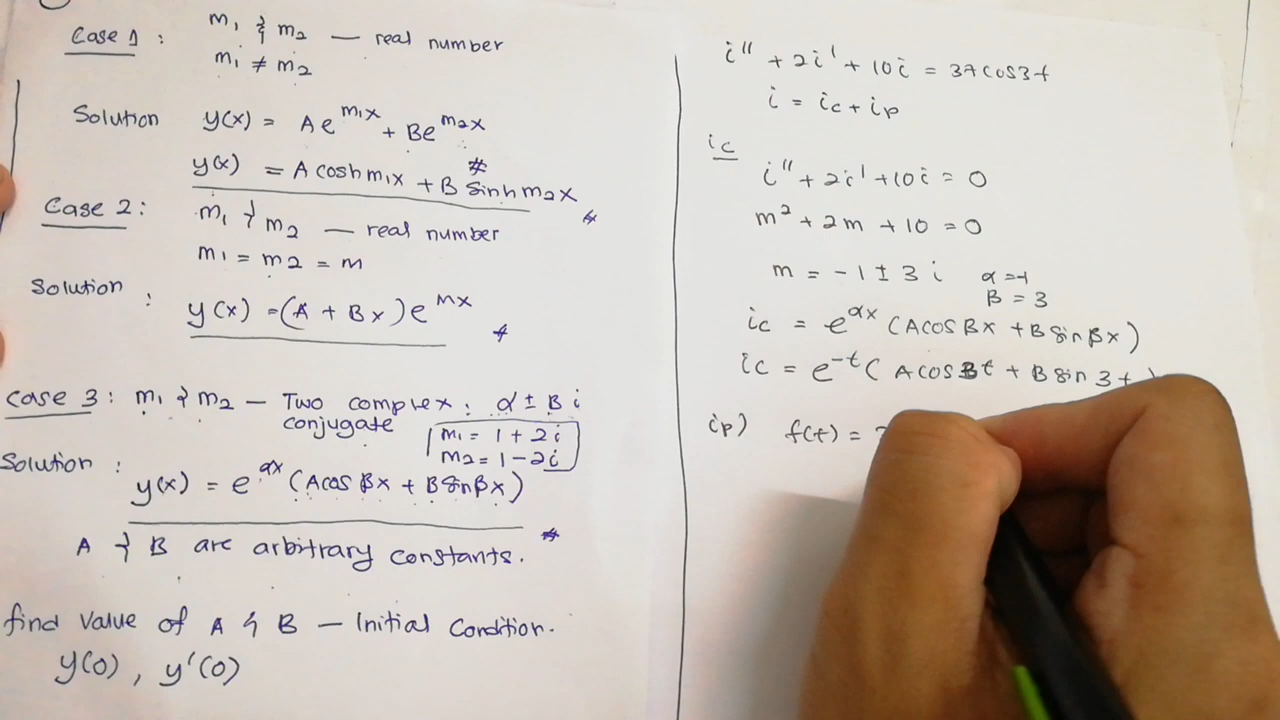 Case 1 : m₁ & m₂ — real number
m₁ ≠ m₂
Solution y(x) = Ae^m₁x + Be^m₂x
y(x) = A cosh m₁x + B sinh m₂x
Case 2 : m₁ & m₂ — real number
m₁ = m₂ = m
Solution : y(x) = (A + Bx)e^mx
Case 3 : m₁ & m₂ — Two complex : α ± β i
conjugate
m₁ = 1 + 2i
m₂ = 1 - 2i
Solution : y(x) = e^αx (A cos βx + B sin βx)
A & B are arbitrary constants.
find value of A & B — Initial Condition.
y(0) , y'(0)
i'' + 2i' + 10i = 37 cos 3t
i = ic + ip
ic
i'' + 2i' + 10i = 0
m² + 2m + 10 = 0
m = -1 ± 3 i α = -1
β = 3
ic = e^αx (A cos βx + B sin βx)
ic = e^-t ( A cos 3t + B sin 3t )
ip) f(t) =